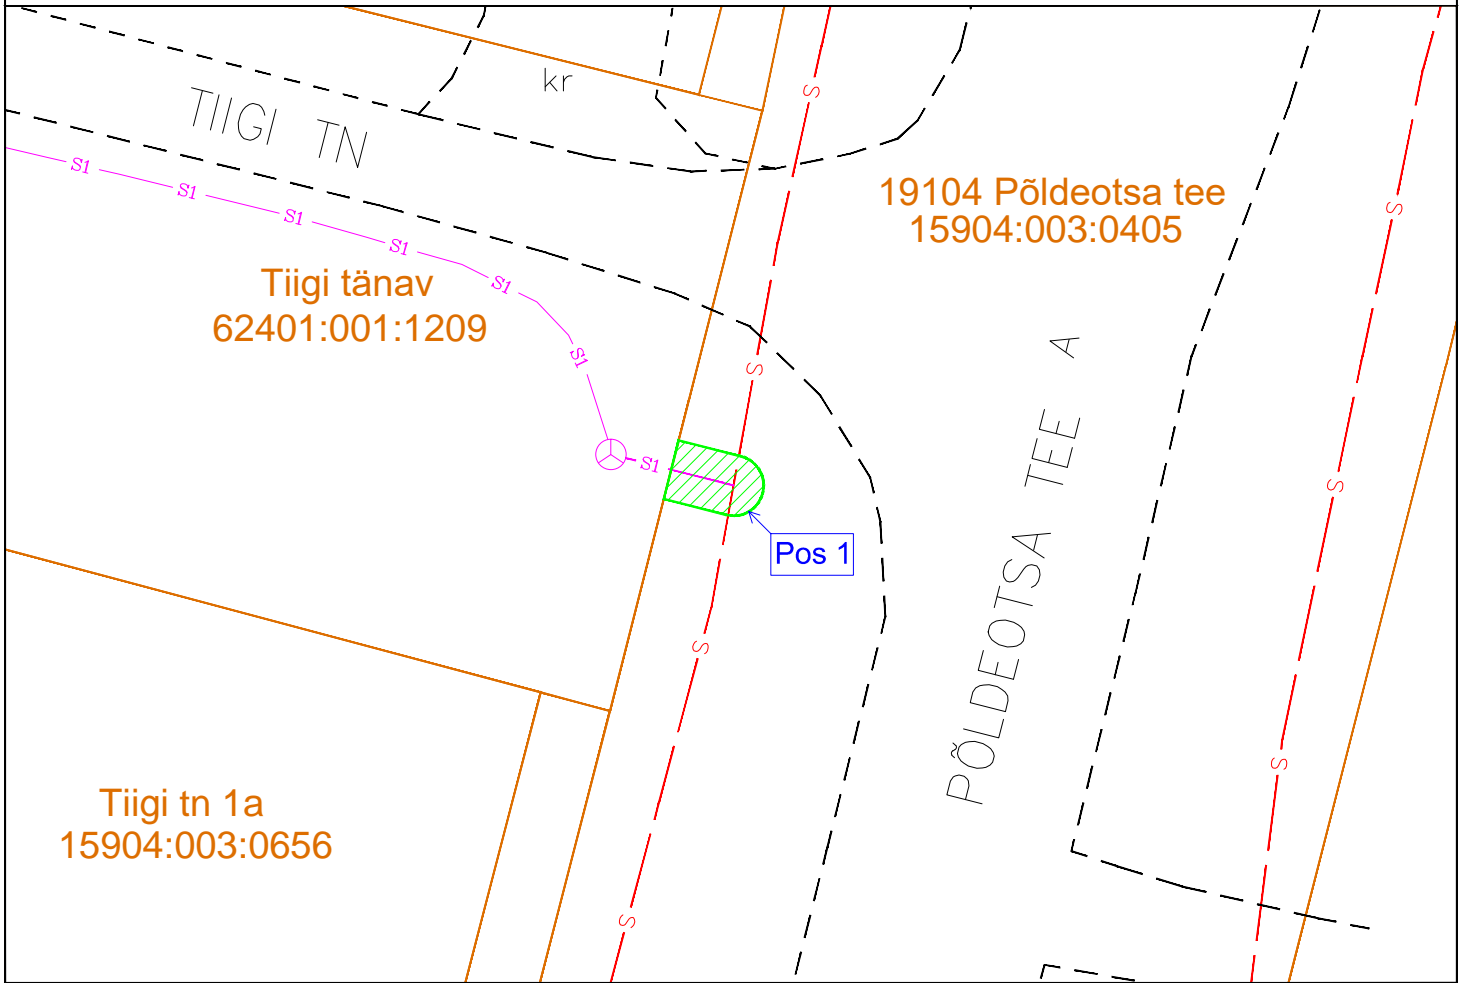 kr
TIIGI TN
S
S
S1
S1
S1
S1
S1
S1
19104 Põldeotsa tee
15904:003:0405
Tiigi tänav
62401:001:1209
S
S1
S
Pos 1
PÕLDEOTSA TEE A
S
S
Tiigi tn 1a
15904:003:0656
S